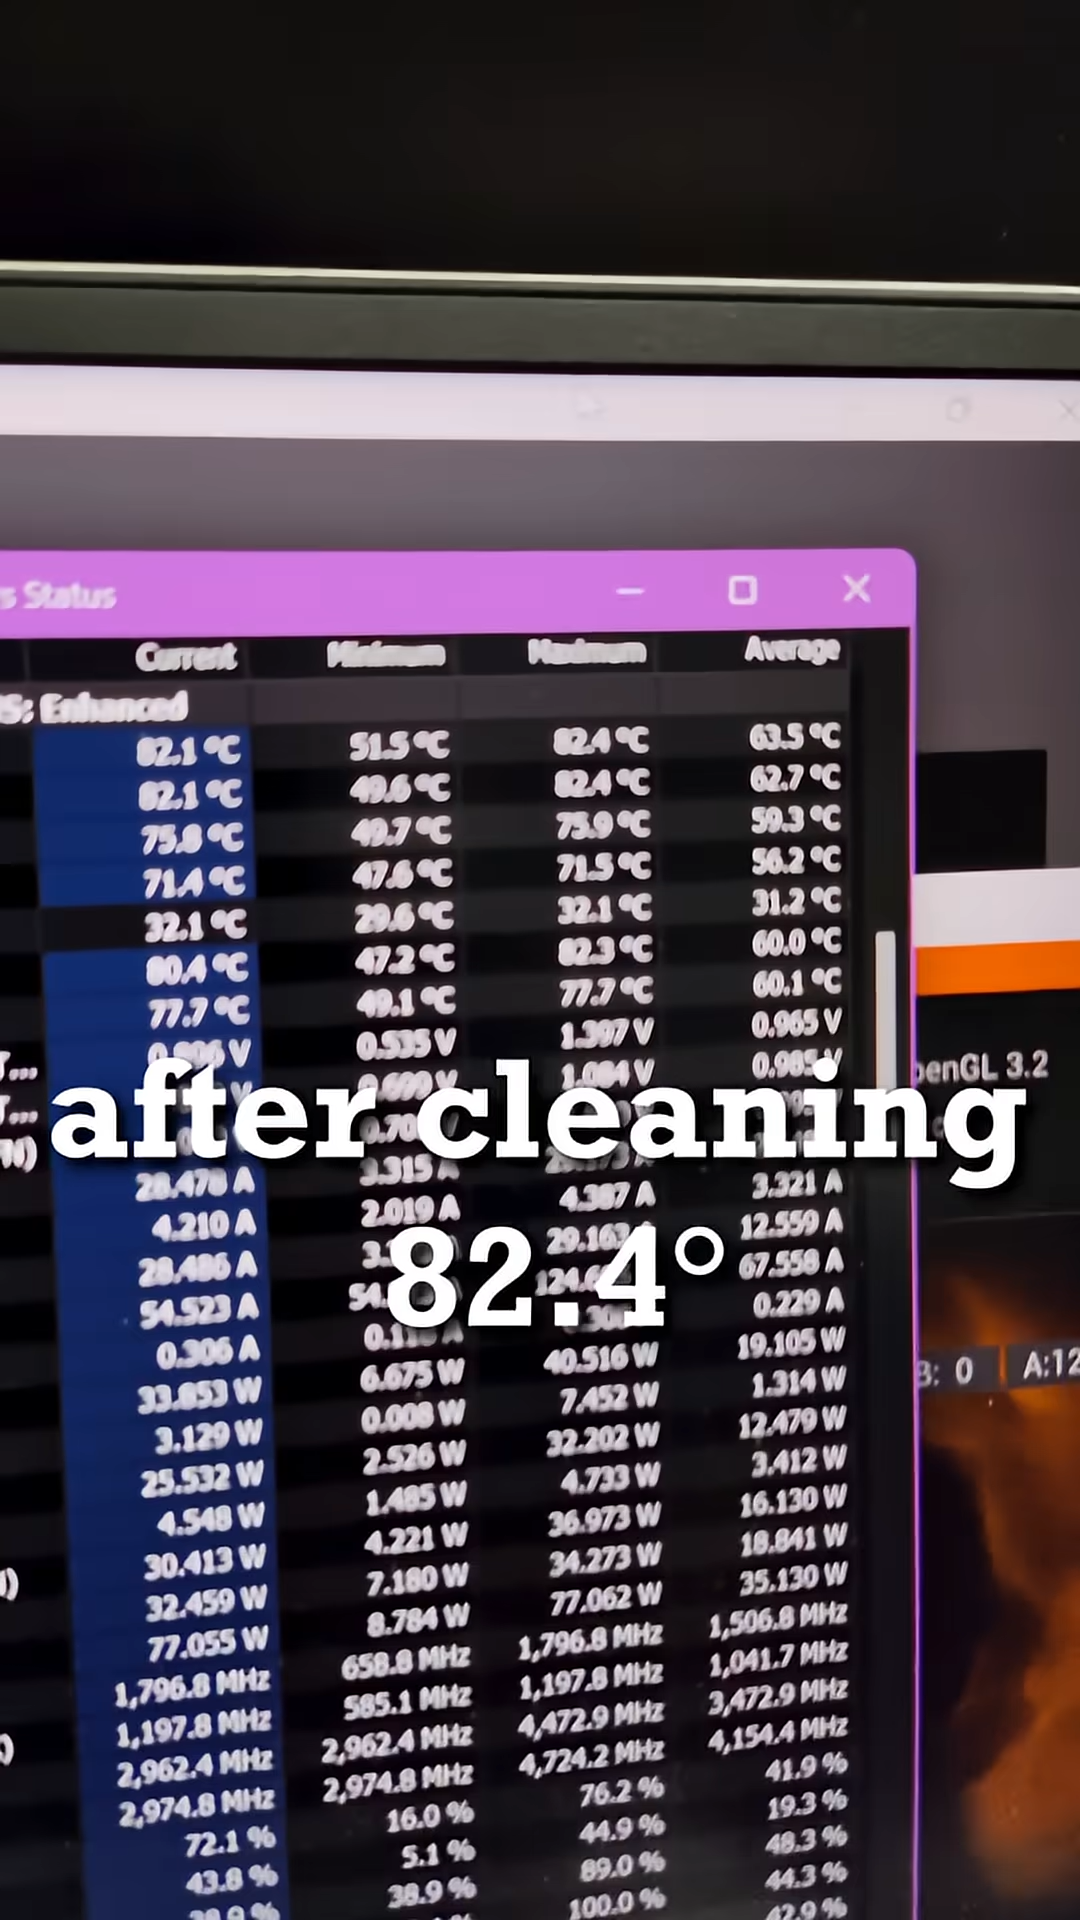 s Status
Current Minimum Maximum Average
S: Enhanced
82.1 °C 51.5 °C 82.4 °C 63.5 °C
82.1 °C 49.6 °C 82.4 °C 62.7 °C
75.8 °C 49.7 °C 75.9 °C 59.3 °C
71.4 °C 47.6 °C 71.5 °C 56.2 °C
32.1 °C 29.6 °C 32.1 °C 31.2 °C
80.4 °C 47.2 °C 82.3 °C 60.0 °C
77.7 °C 49.1 °C 77.7 °C 60.1 °C
0.535 V 1.397 V 0.965 V
penGL 3.2
after cleaning
28.478 A 3.315 A 3.321 A
4.210 A 2.019 A 4.387 A 12.559 A
28.486 A 67.558 A
82.4°
54.523 A 0.229 A
0.306 A 19.105 W
33.853 W 6.675 W 40.516 W 1.314 W
3.129 W 0.008 W 7.452 W 12.479 W
25.532 W 2.526 W 32.202 W 3.412 W
4.548 W 1.485 W 4.733 W 16.130 W
30.413 W 4.221 W 36.973 W 18.841 W
32.459 W 7.180 W 34.273 W 35.130 W
77.055 W 8.784 W 77.062 W 1,506.8 MHz
1,796.8 MHz 658.8 MHz 1,796.8 MHz 1,041.7 MHz
1,197.8 MHz 585.1 MHz 1,197.8 MHz 3,472.9 MHz
2,962.4 MHz 2,962.4 MHz 4,472.9 MHz 4,154.4 MHz
2,974.8 MHz 2,974.8 MHz 4,724.2 MHz 41.9 %
72.1 % 16.0 % 76.2 % 19.3 %
43.8 % 5.1 % 44.9 % 48.3 %
38.9 % 89.0 % 44.3 %
100.0 % 42.9 %
B: 0 A:12